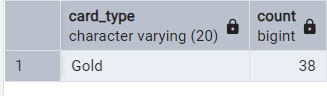 card_type count
character varying (20) bigint
1 Gold 38